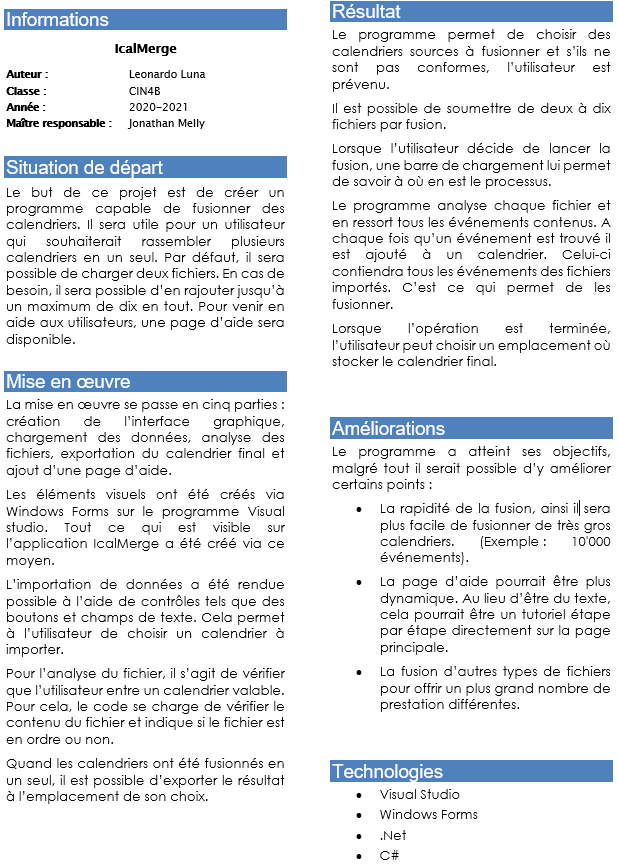 Informations
IcalMerge
Auteur : Leonardo Luna
Classe : CIN4B
Année : 2020-2021
Maître responsable : Jonathan Melly
Situation de départ
Le but de ce projet est de créer un
programme capable de fusionner des
calendriers. Il sera utile pour un utilisateur
qui souhaiterait rassembler plusieurs
calendriers en un seul. Par défaut, il sera
possible de charger deux fichiers. En cas de
besoin, il sera possible d’en rajouter jusqu’à
un maximum de dix en tout. Pour venir en
aide aux utilisateurs, une page d’aide sera
disponible.
Mise en œuvre
La mise en œuvre se passe en cinq parties :
création de l’interface graphique,
chargement des données, analyse des
fichiers, exportation du calendrier final et
ajout d’une page d’aide.
Les éléments visuels ont été créés via
Windows Forms sur le programme Visual
studio. Tout ce qui est visible sur
l’application IcalMerge a été créé via ce
moyen.
L’importation de données a été rendue
possible à l’aide de contrôles tels que des
boutons et champs de texte. Cela permet
à l’utilisateur de choisir un calendrier à
importer.
Pour l’analyse du fichier, il s’agit de vérifier
que l’utilisateur entre un calendrier valable.
Pour cela, le code se charge de vérifier le
contenu du fichier et indique si le fichier est
en ordre ou non.
Quand les calendriers ont été fusionnés en
un seul, il est possible d’exporter le résultat
à l’emplacement de son choix.
Résultat
Le programme permet de choisir des
calendriers sources à fusionner et s’ils ne
sont pas conformes, l’utilisateur est
prévenu.
Il est possible de soumettre de deux à dix
fichiers par fusion.
Lorsque l’utilisateur décide de lancer la
fusion, une barre de chargement lui permet
de savoir à où en est le processus.
Le programme analyse chaque fichier et
en ressort tous les événements contenus. A
chaque fois qu’un événement est trouvé il
est ajouté à un calendrier. Celui-ci
contiendra tous les événements des fichiers
importés. C’est ce qui permet de les
fusionner.
Lorsque l’opération est terminée,
l’utilisateur peut choisir un emplacement où
stocker le calendrier final.
Améliorations
Le programme a atteint ses objectifs,
malgré tout il serait possible d’y améliorer
certains points :
• La rapidité de la fusion, ainsi il sera
plus facile de fusionner de très gros
calendriers. (Exemple : 10'000
événements).
• La page d’aide pourrait être plus
dynamique. Au lieu d’être du texte,
cela pourrait être un tutoriel étape
par étape directement sur la page
principale.
• La fusion d’autres types de fichiers
pour offrir un plus grand nombre de
prestation différentes.
Technologies
• Visual Studio
• Windows Forms
• .Net
• C#